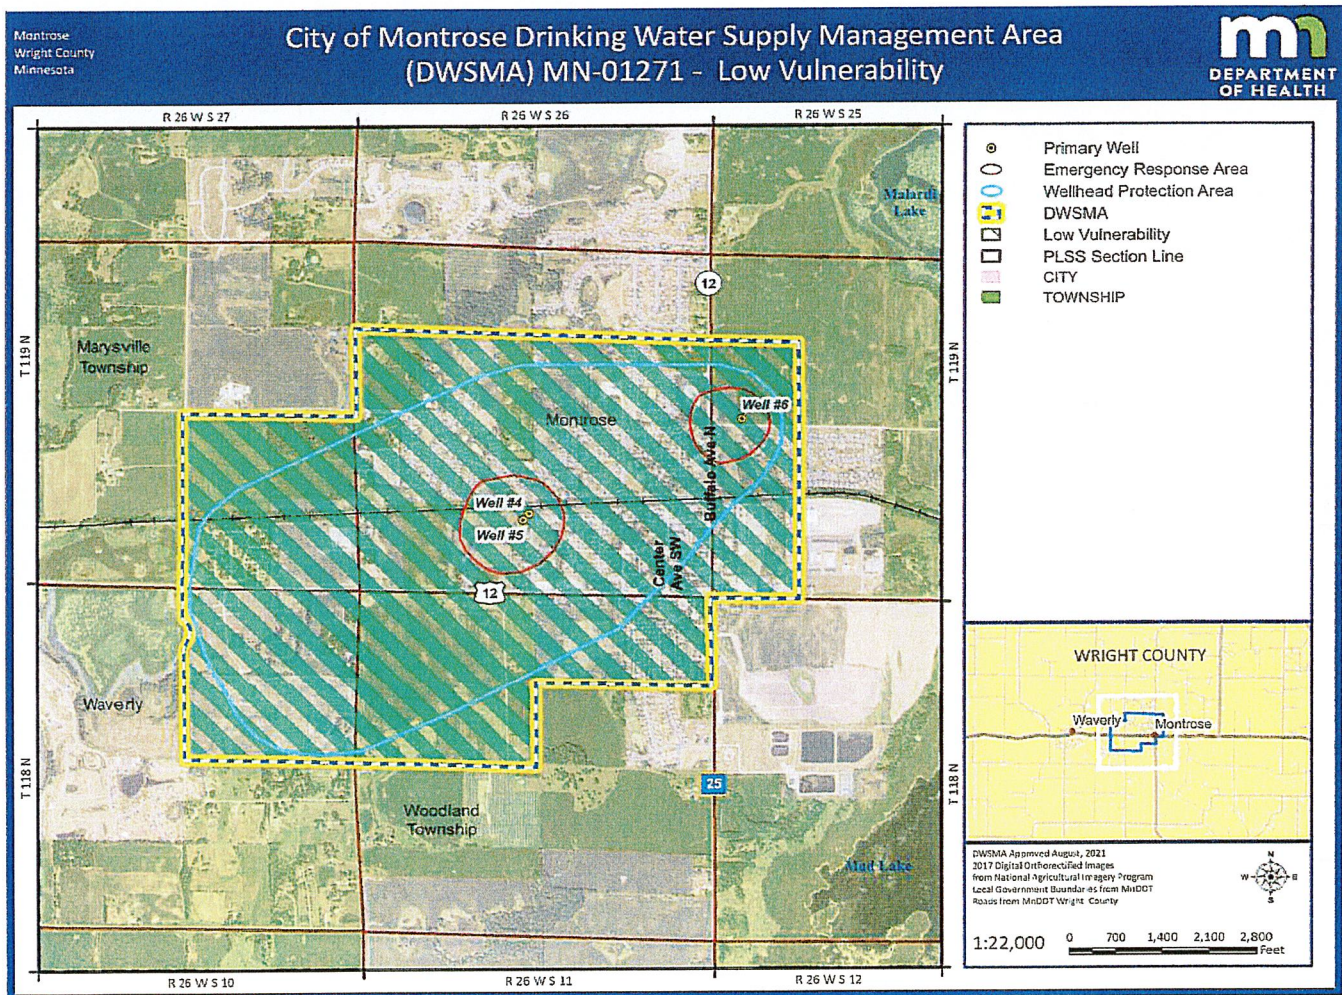 Montrose
Wright County
Minnesota
City of Montrose Drinking Water Supply Management Area
(DWSMA) MN-01271 - Low Vulnerability
mn
DEPARTMENT
OF HEALTH
R 26 W S 27
R 26 W S 26
R 26 W S 25
Malardi
Lake
12
T 119 N
Marysville
Township
T 119 N
Montrose
Well #6
Buffalo Ave N
Well #4
Well #5
Center
Ave SW
12
Waverly
T 118 N
25
T 118 N
Woodland
Township
Mud Lake
R 26 W S 10
R 26 W S 11
R 26 W S 12
Primary Well
Emergency Response Area
Wellhead Protection Area
DWSMA
Low Vulnerability
PLSS Section Line
CITY
TOWNSHIP
WRIGHT COUNTY
Waverly
Montrose
DWSMA Approved August, 2021
2017 Digital Orthorectified Images
from National Agricultural Imagery Program
Local Government Boundaries from MnDOT
Roads from MnDOT Wright County
N
W E
S
1:22,000
0 700 1,400 2,100 2,800
Feet